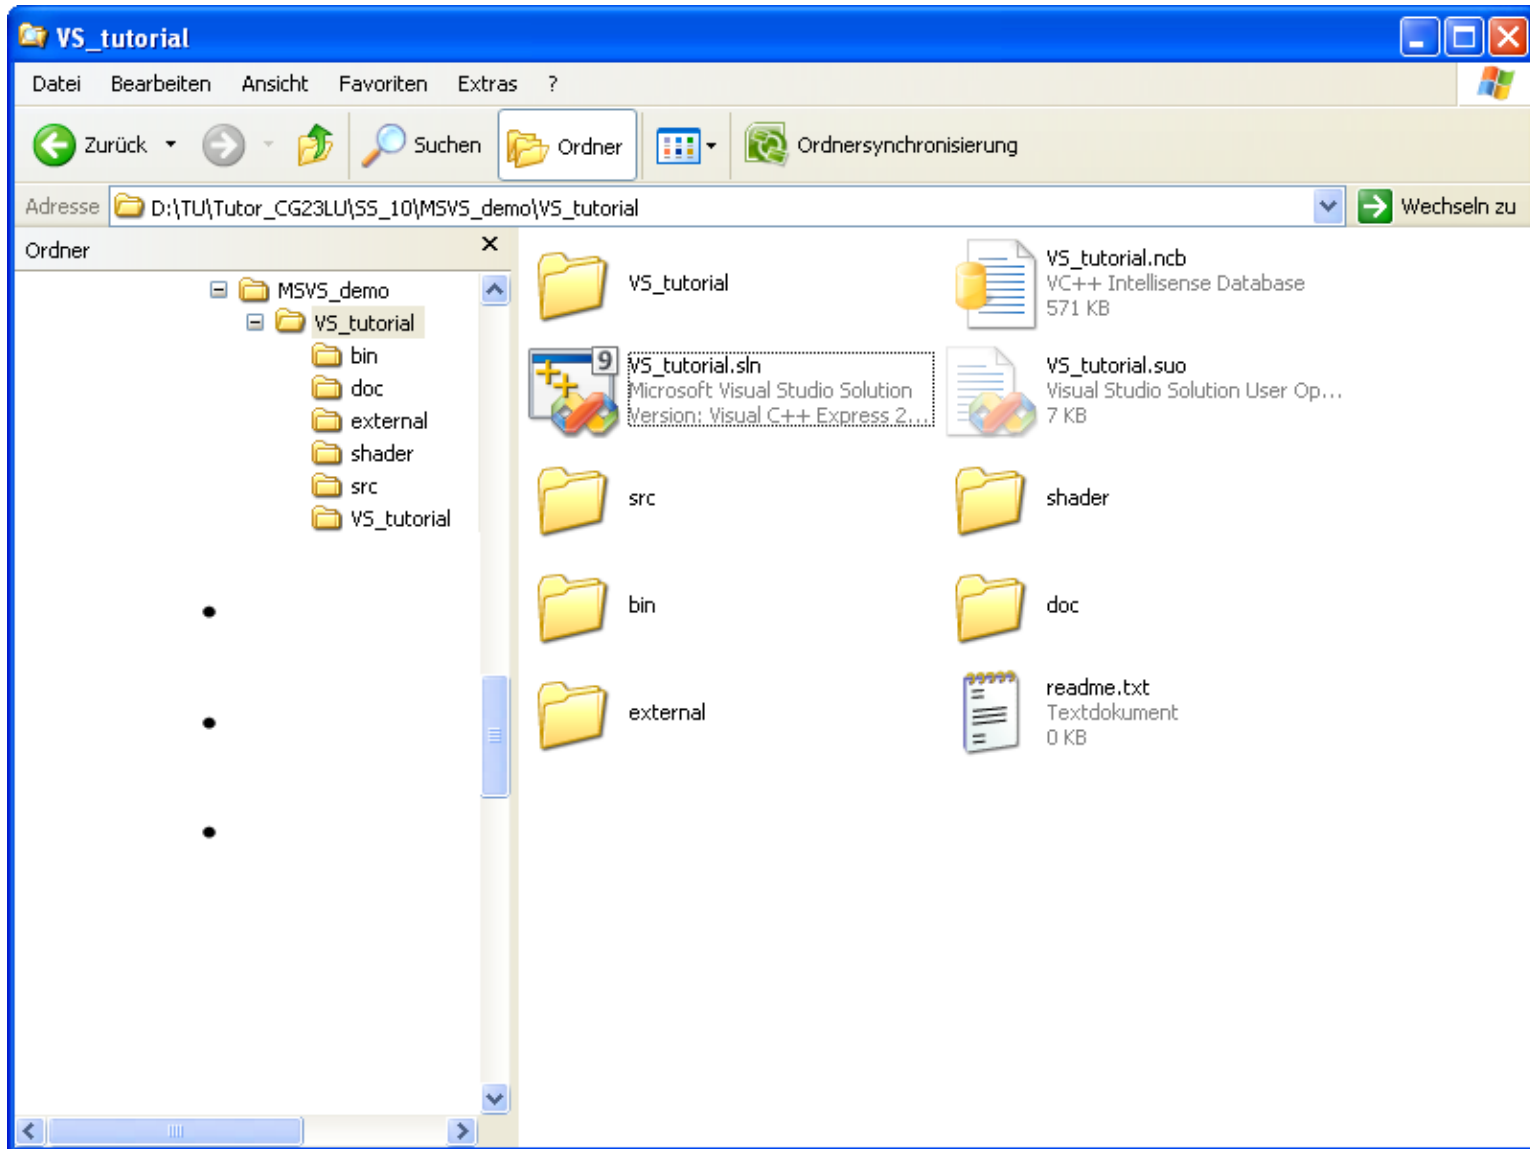 VS_tutorial
Datei Bearbeiten Ansicht Favoriten Extras ?
Zurück Suchen Ordner Ordnersynchronisierung
Adresse D:\TU\Tutor_CG23LU\SS_10\MSVS_demo\VS_tutorial Wechseln zu
Ordner
MSVS_demo
VS_tutorial
bin
doc
external
shader
src
VS_tutorial
VS_tutorial
VS_tutorial.ncb
VC++ Intellisense Database
571 KB
VS_tutorial.sln
Microsoft Visual Studio Solution
Version: Visual C++ Express 2...
9
VS_tutorial.suo
Visual Studio Solution User Op...
7 KB
src
shader
bin
doc
external
readme.txt
Textdokument
0 KB